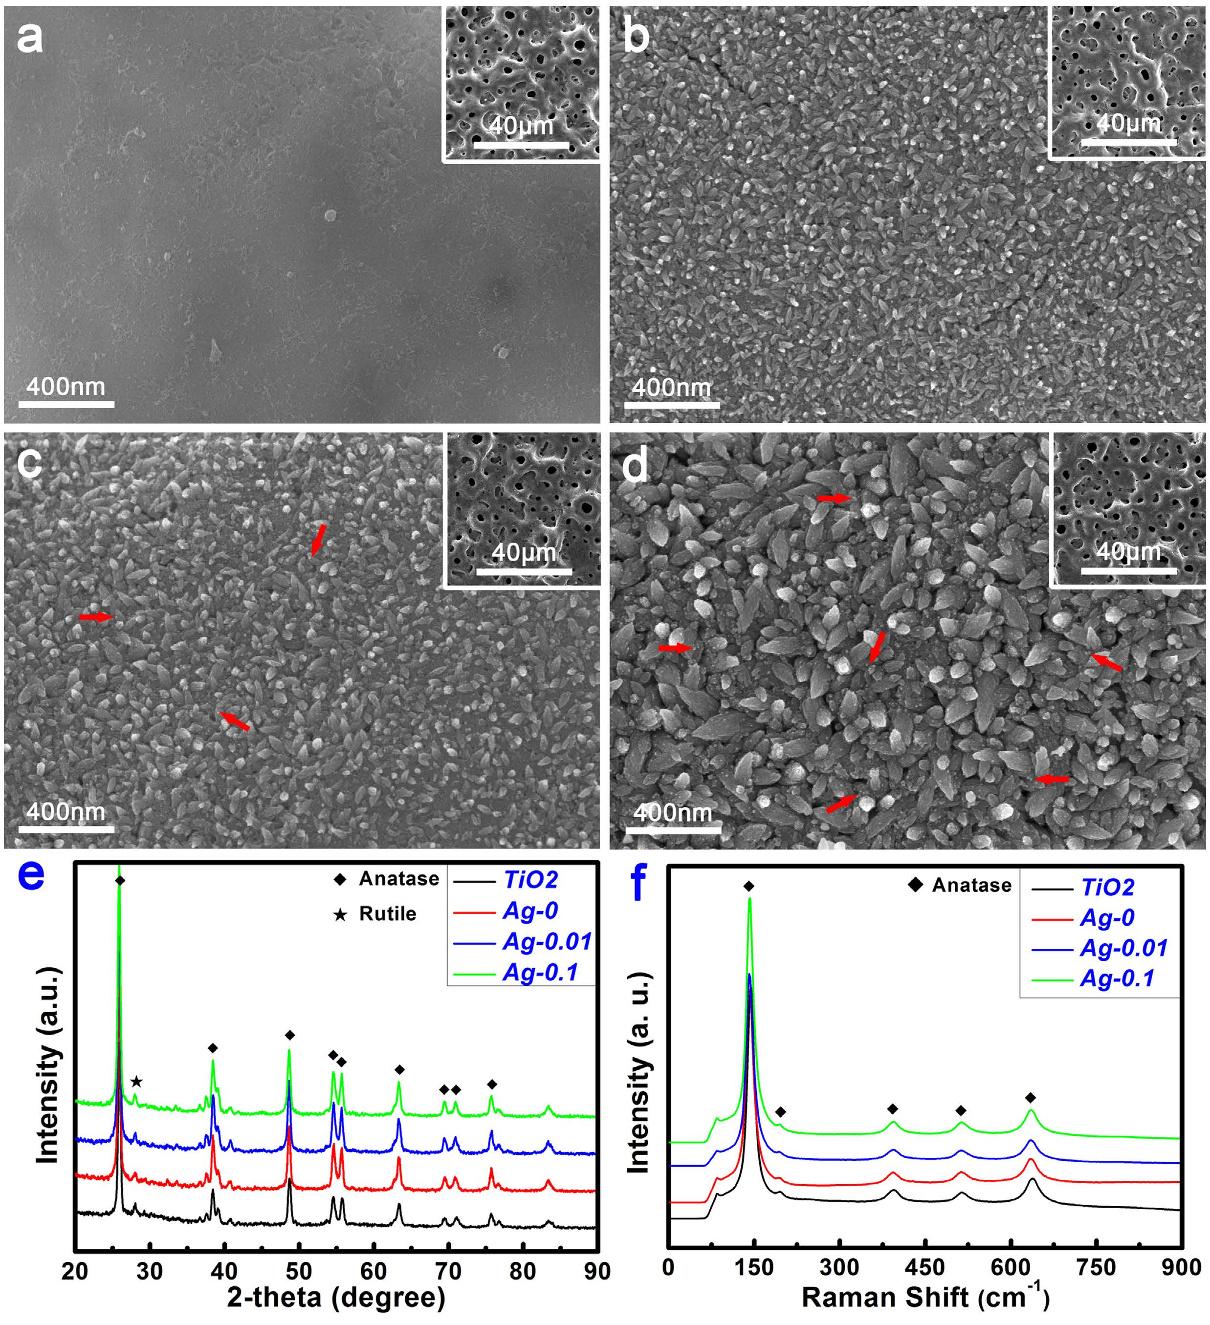 a
40μm
400nm
b
40μm
400nm
c
40μm
400nm
d
40μm
400nm
e
◆ Anatase
★ Rutile
TiO2
Ag-0
Ag-0.01
Ag-0.1
Intensity (a.u.)
20 30 40 50 60 70 80 90
2-theta (degree)
f
◆ Anatase
TiO2
Ag-0
Ag-0.01
Ag-0.1
Intensity (a. u.)
0 150 300 450 600 750 900
Raman Shift (cm⁻¹)